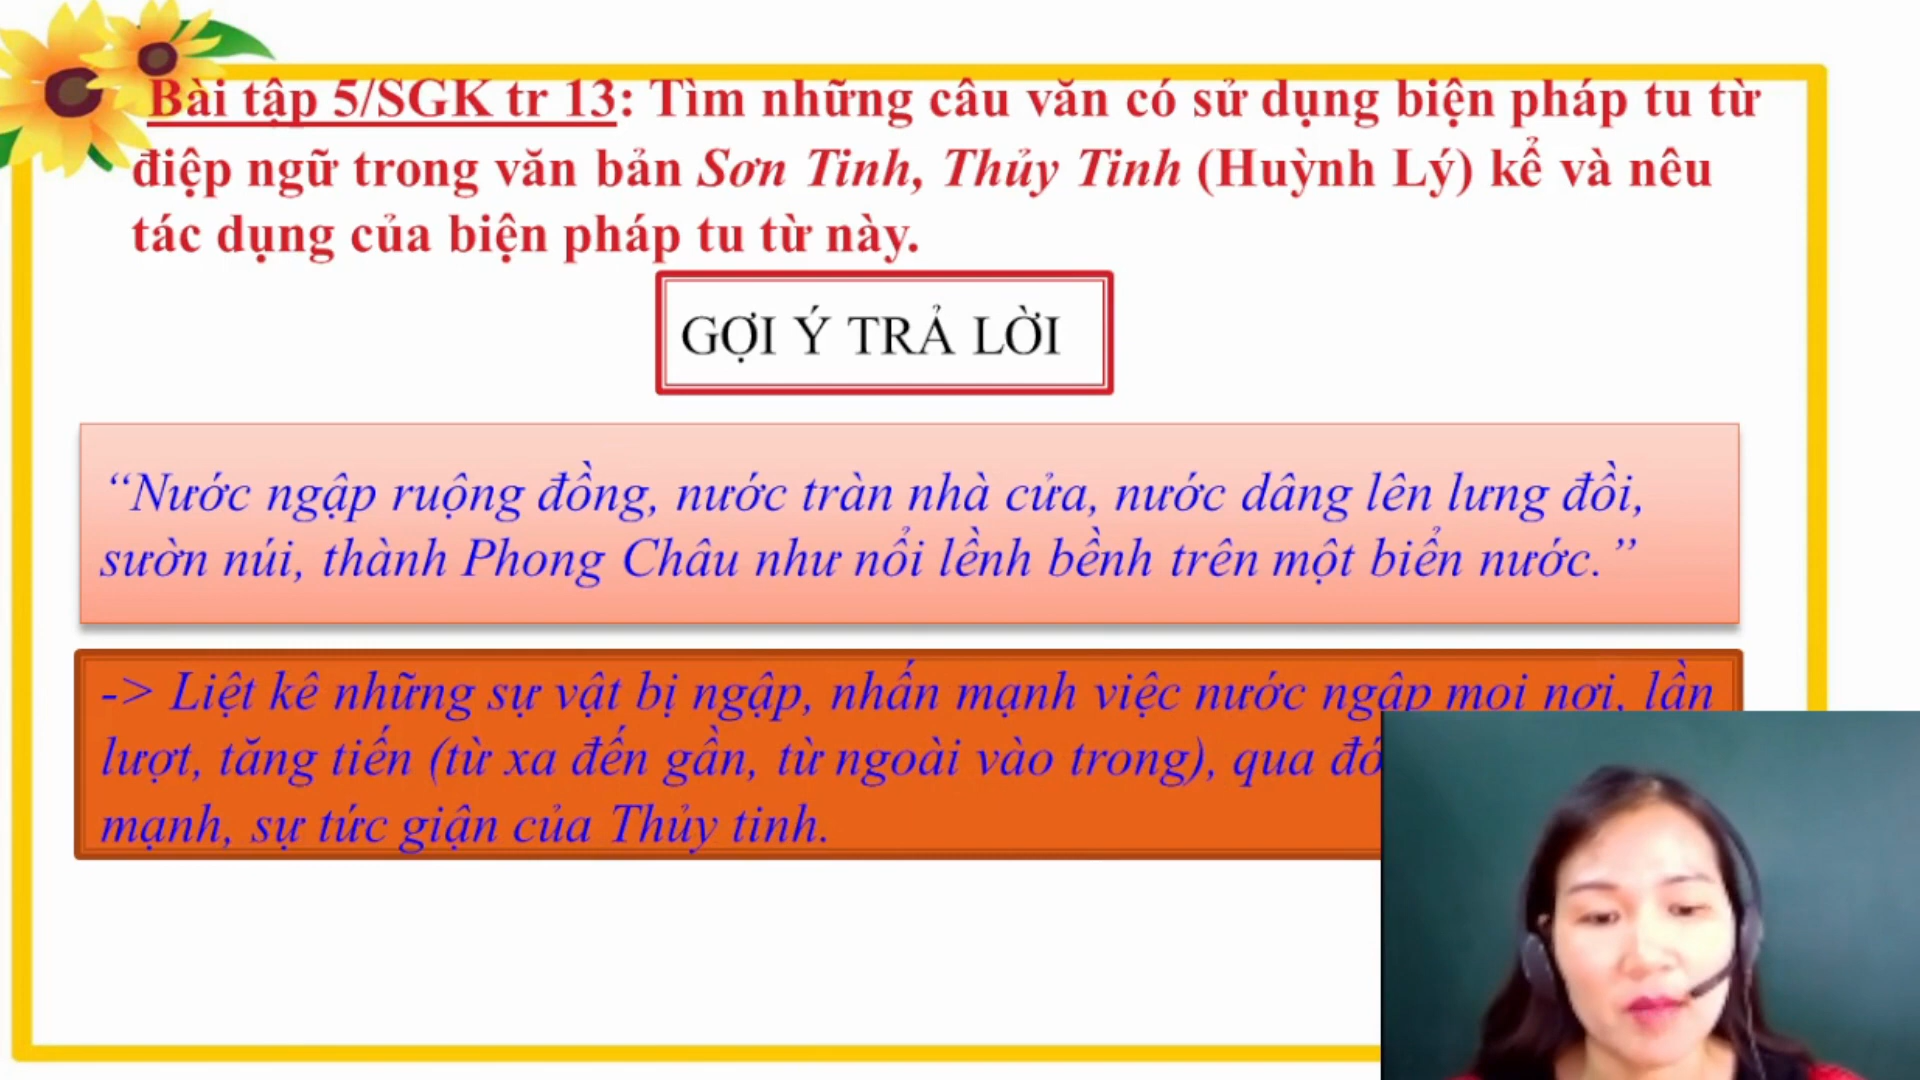 Bài tập 5/SGK tr 13: Tìm những câu văn có sử dụng biện pháp tu từ
điệp ngữ trong văn bản Sơn Tinh, Thủy Tinh (Huỳnh Lý) kể và nêu
tác dụng của biện pháp tu từ này.
GỢI Ý TRẢ LỜI
“Nước ngập ruộng đồng, nước tràn nhà cửa, nước dâng lên lưng đồi,
sườn núi, thành Phong Châu như nổi lềnh bềnh trên một biển nước.”
-> Liệt kê những sự vật bị ngập, nhấn mạnh việc nước ngập mọi nơi, lần
lượt, tăng tiến (từ xa đến gần, từ ngoài vào trong), qua đó
mạnh, sự tức giận của Thủy tinh.